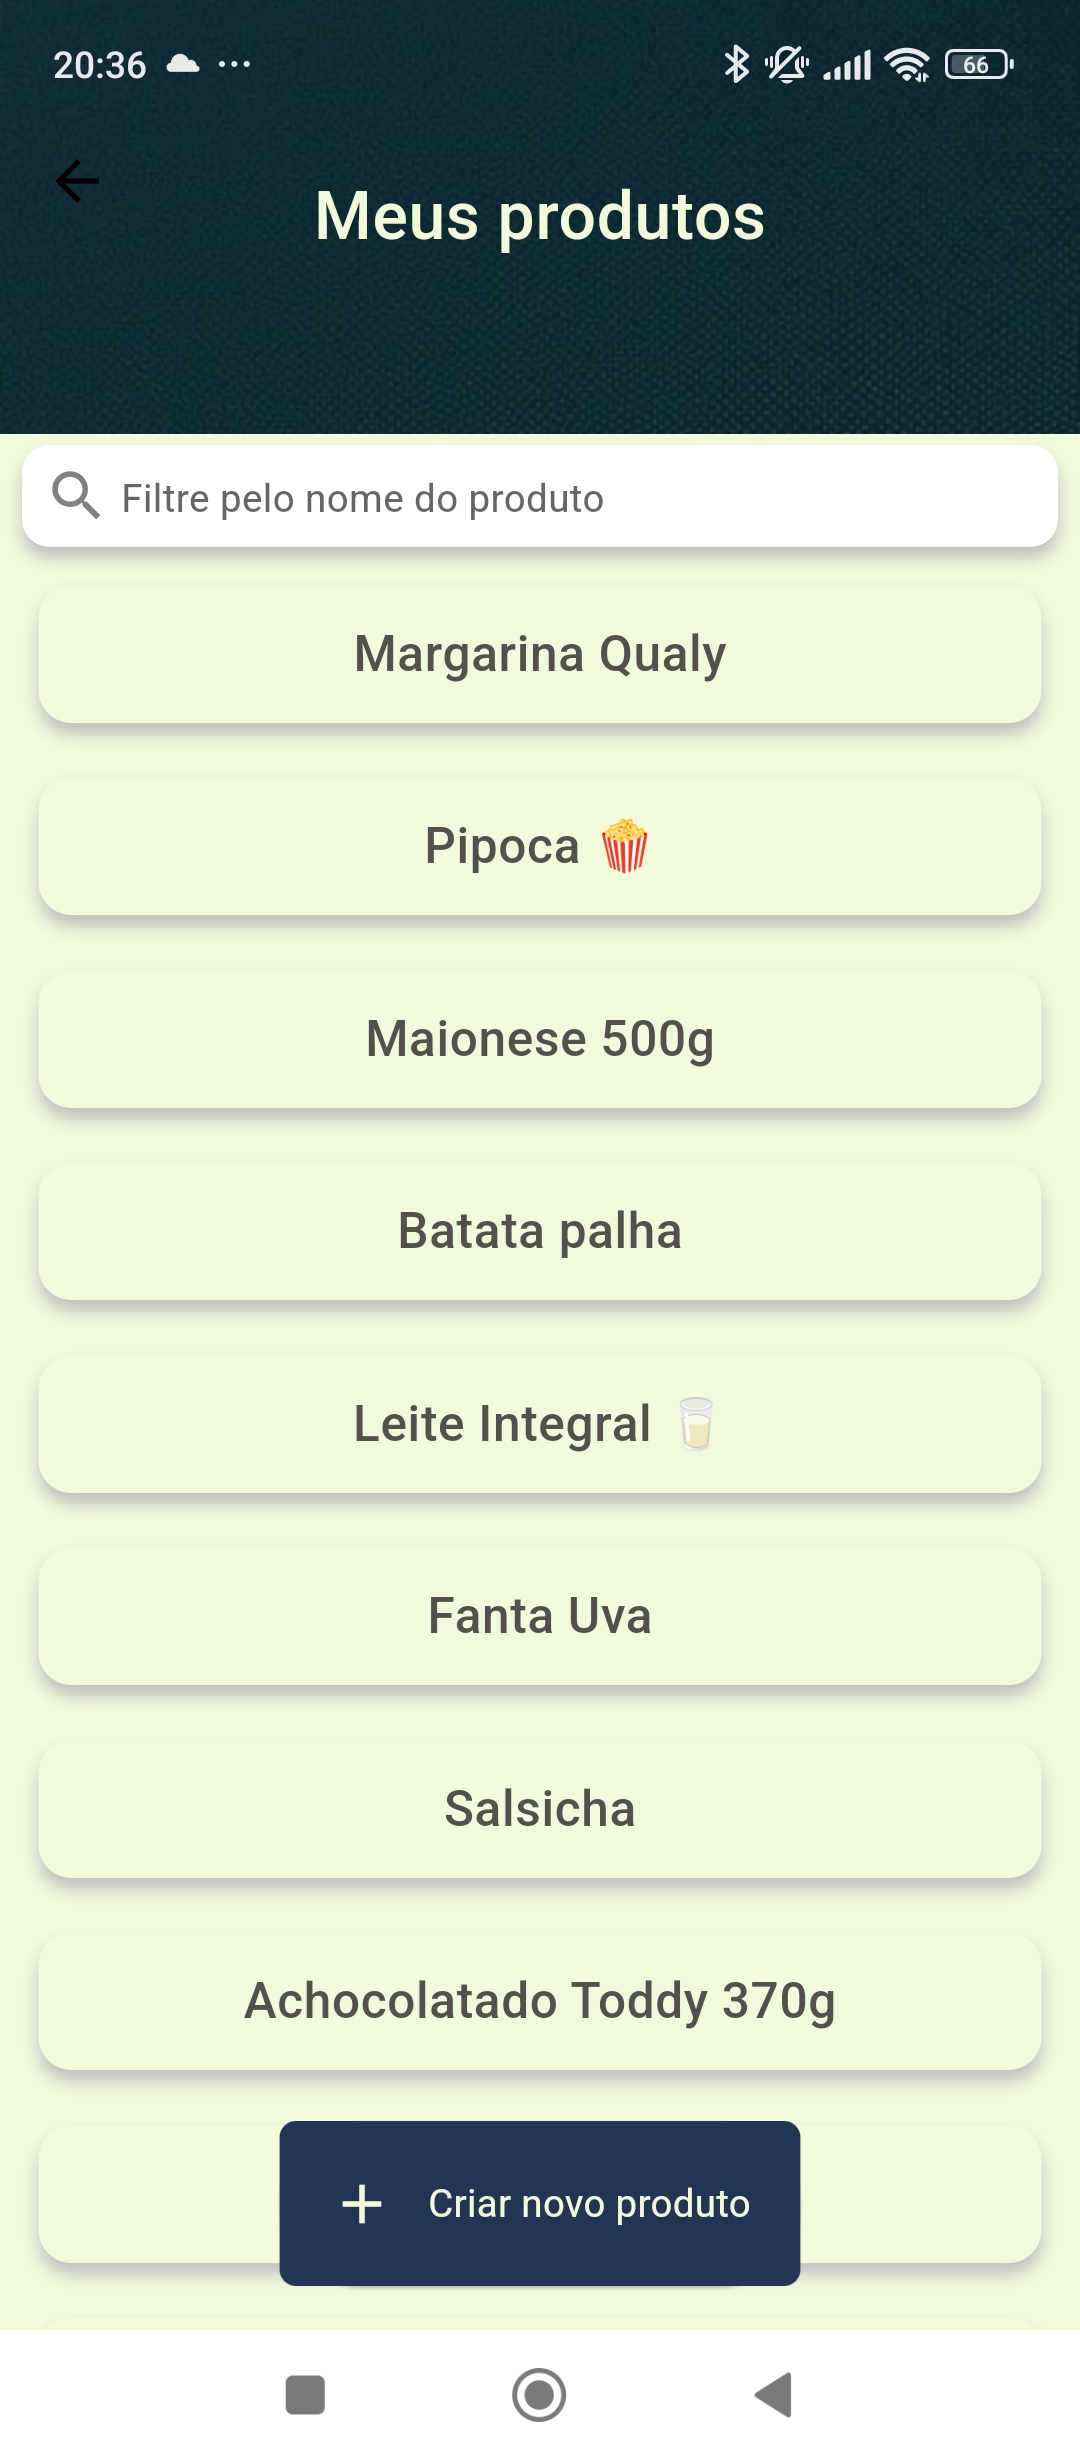 20:36
66
Meus produtos
Filtre pelo nome do produto
Margarina Qualy
Pipoca 🍿
Maionese 500g
Batata palha
Leite Integral 🥛
Fanta Uva
Salsicha
Achocolatado Toddy 370g
Criar novo produto